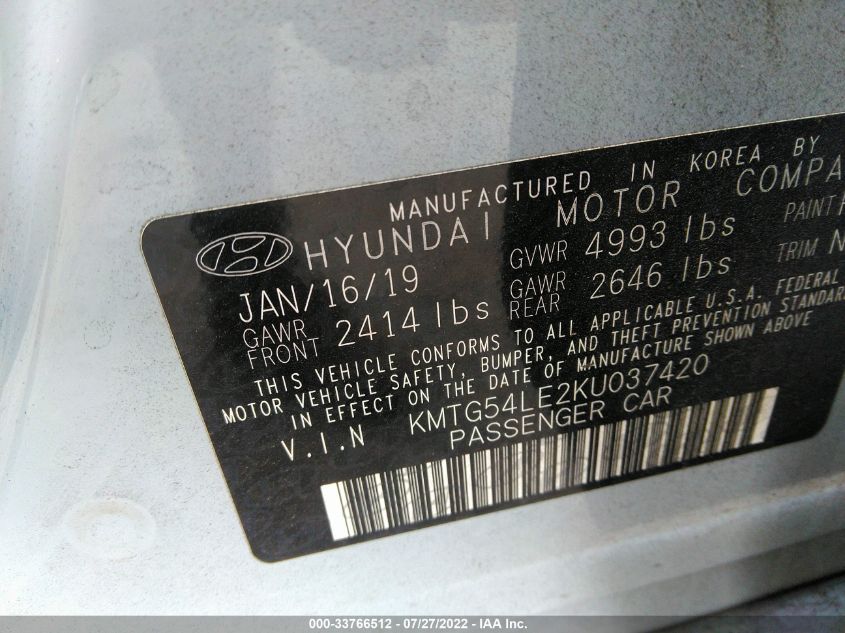 MANUFACTURED IN KOREA BY
HYUNDAI MOTOR COMPA
JAN/16/19 GVWR 4993 lbs PAINT
GAWR FRONT 2414 lbs GAWR REAR 2646 lbs TRIM N
THIS VEHICLE CONFORMS TO ALL APPLICABLE U.S.A. FEDERAL
MOTOR VEHICLE SAFETY, BUMPER, AND THEFT PREVENTION STANDARD
IN EFFECT ON THE DATE OF MANUFACTURE SHOWN ABOVE
V.I.N KMTG54LE2KU037420
PASSENGER CAR
000-33766512 - 07/27/2022 - IAA Inc.